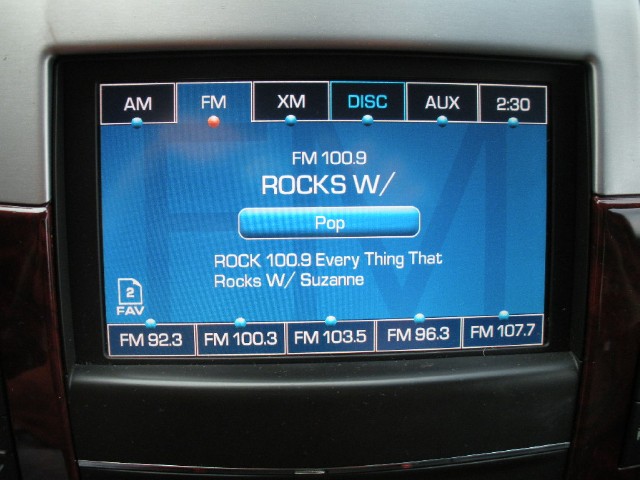 AM FM XM DISC AUX 2:30
FM 100.9
ROCKS W/
Pop
ROCK 100.9 Every Thing That
Rocks W/ Suzanne
2
FAV
FM 92.3 FM 100.3 FM 103.5 FM 96.3 FM 107.7